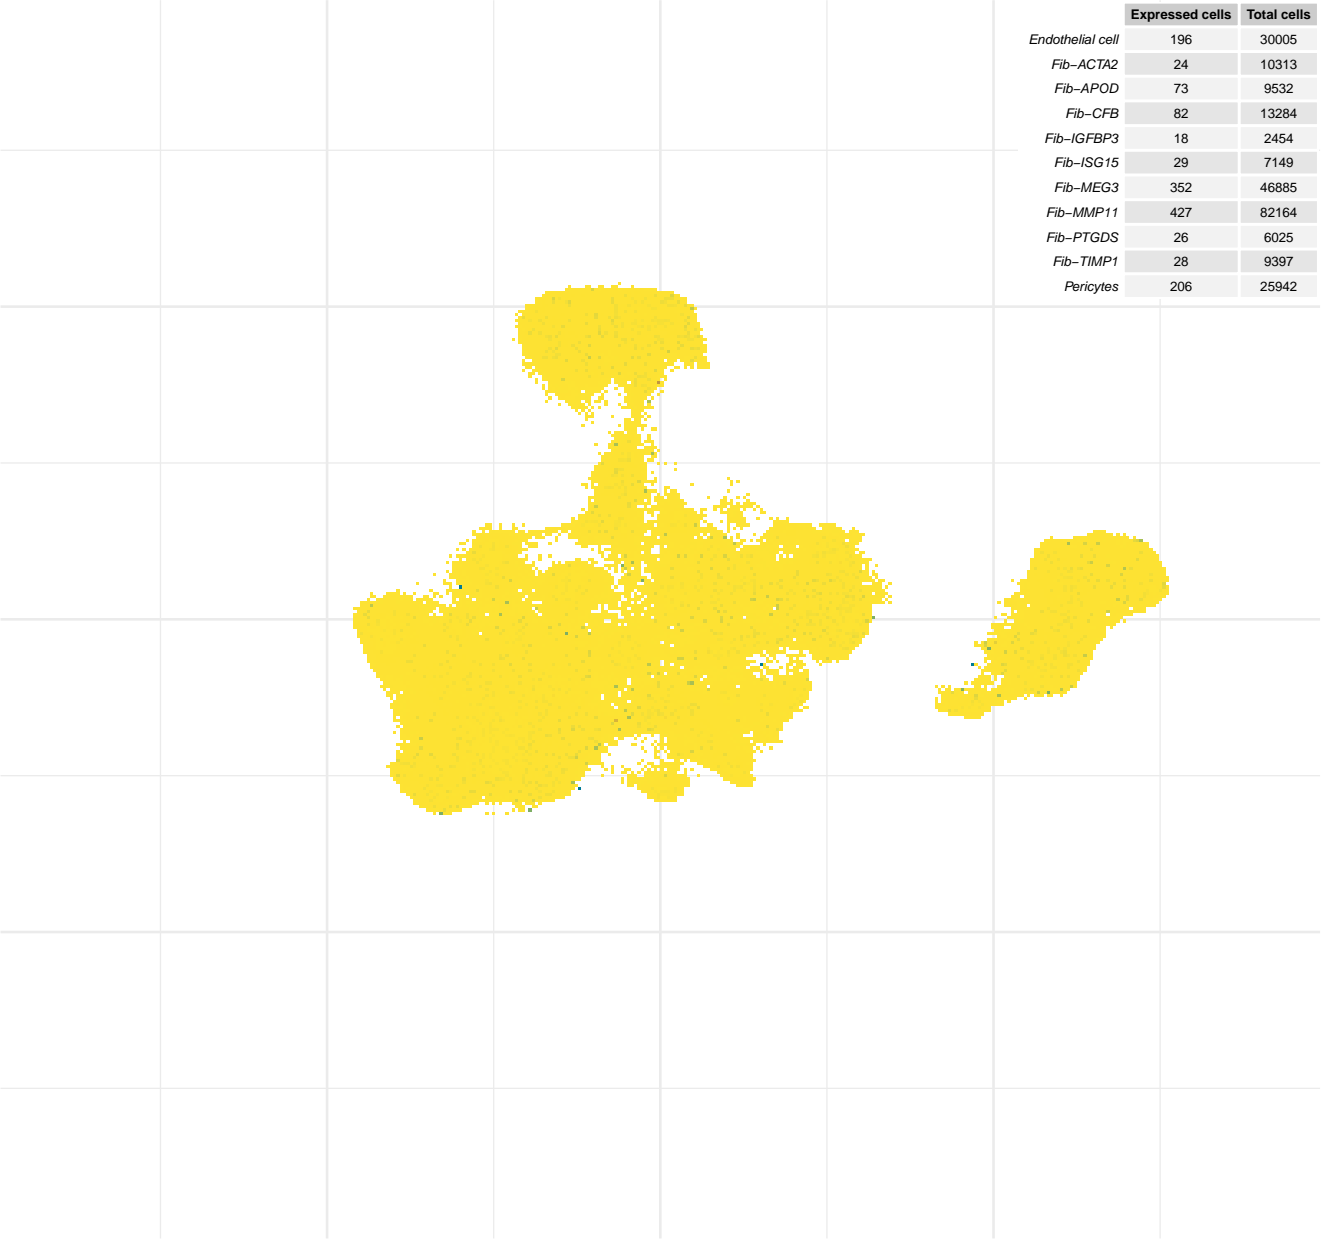 Expressed cells Total cells
Endothelial cell 196 30005
Fib−ACTA2 24 10313
Fib−APOD 73 9532
Fib−CFB 82 13284
Fib−IGFBP3 18 2454
Fib−ISG15 29 7149
Fib−MEG3 352 46885
Fib−MMP11 427 82164
Fib−PTGDS 26 6025
Fib−TIMP1 28 9397
Pericytes 206 25942